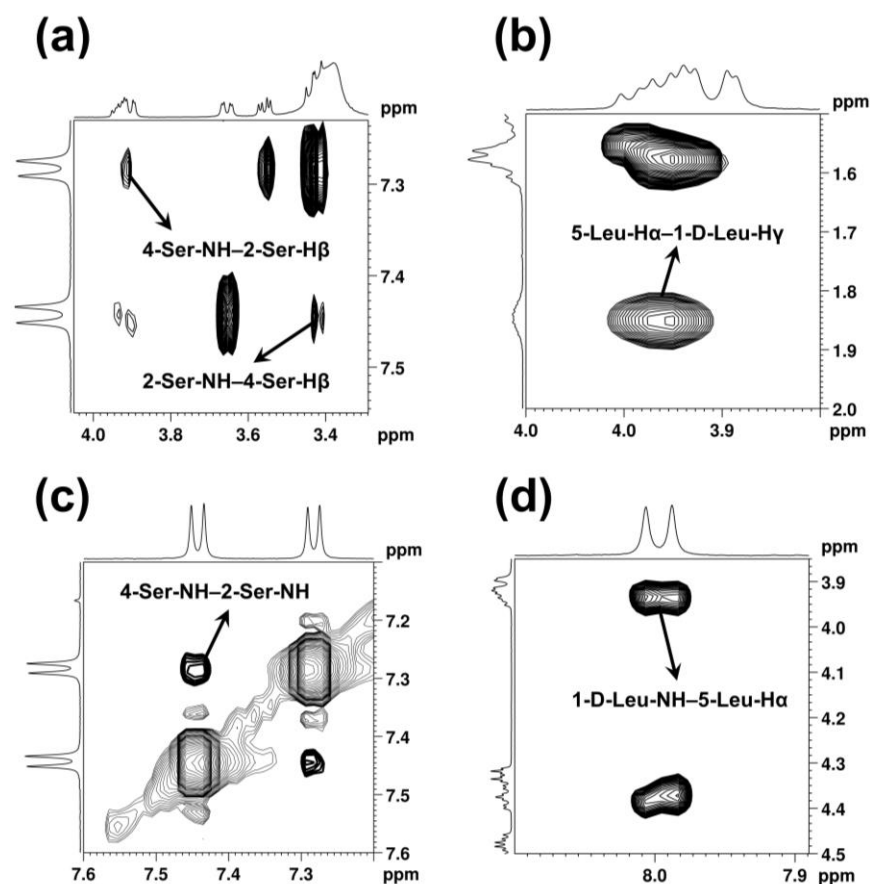 (a)
ppm
7.3
7.4
7.5
4-Ser-NH–2-Ser-Hβ
2-Ser-NH–4-Ser-Hβ
4.0 3.8 3.6 3.4 ppm
(b)
ppm
1.6
1.7
1.8
1.9
2.0
5-Leu-Hα–1-D-Leu-Hγ
4.0 4.0 3.9 ppm
(c)
ppm
7.2
7.3
7.4
7.5
7.6
4-Ser-NH–2-Ser-NH
7.6 7.5 7.4 7.3 ppm
(d)
ppm
3.9
4.0
4.1
4.2
4.3
4.4
4.5
1-D-Leu-NH–5-Leu-Hα
8.0 7.9 ppm